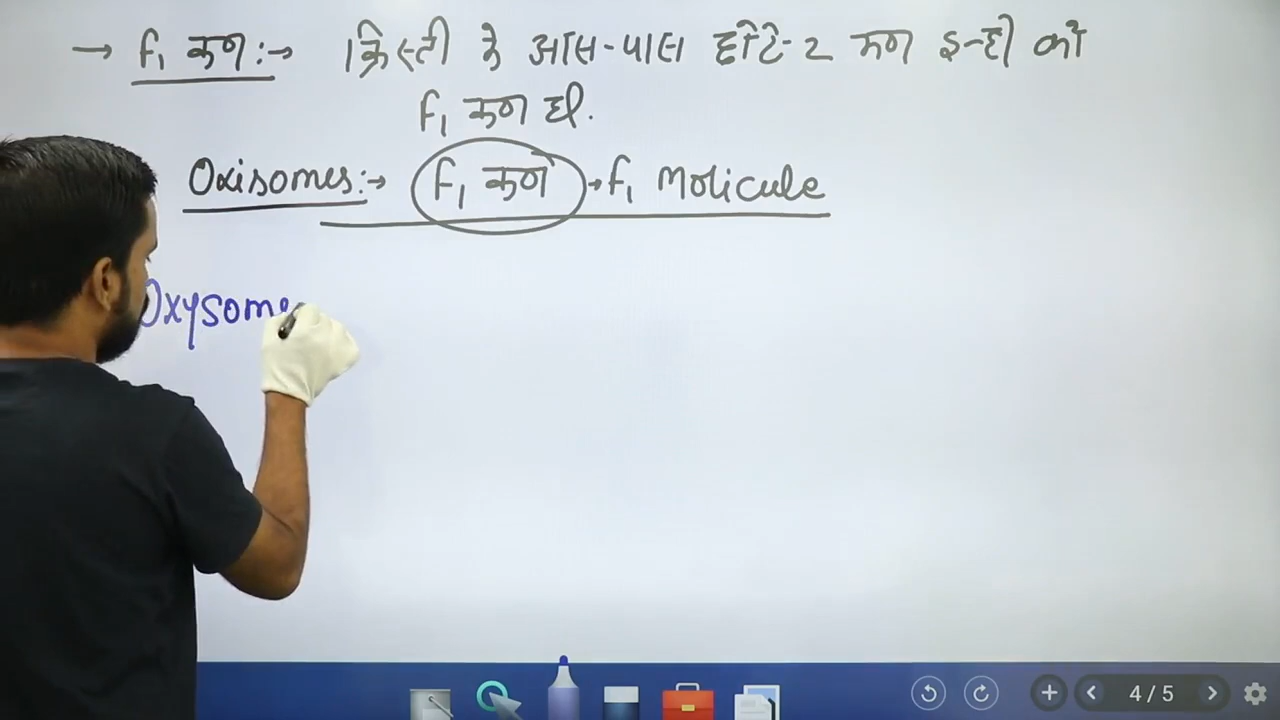 → f₁ कण :→ क्रिस्टी के आस-पास छोटे-2 कण इन्ही को
f₁ कण हैं.
Oxisomes :→ f₁ कण → f₁ Molicule
Oxysome
4 / 5